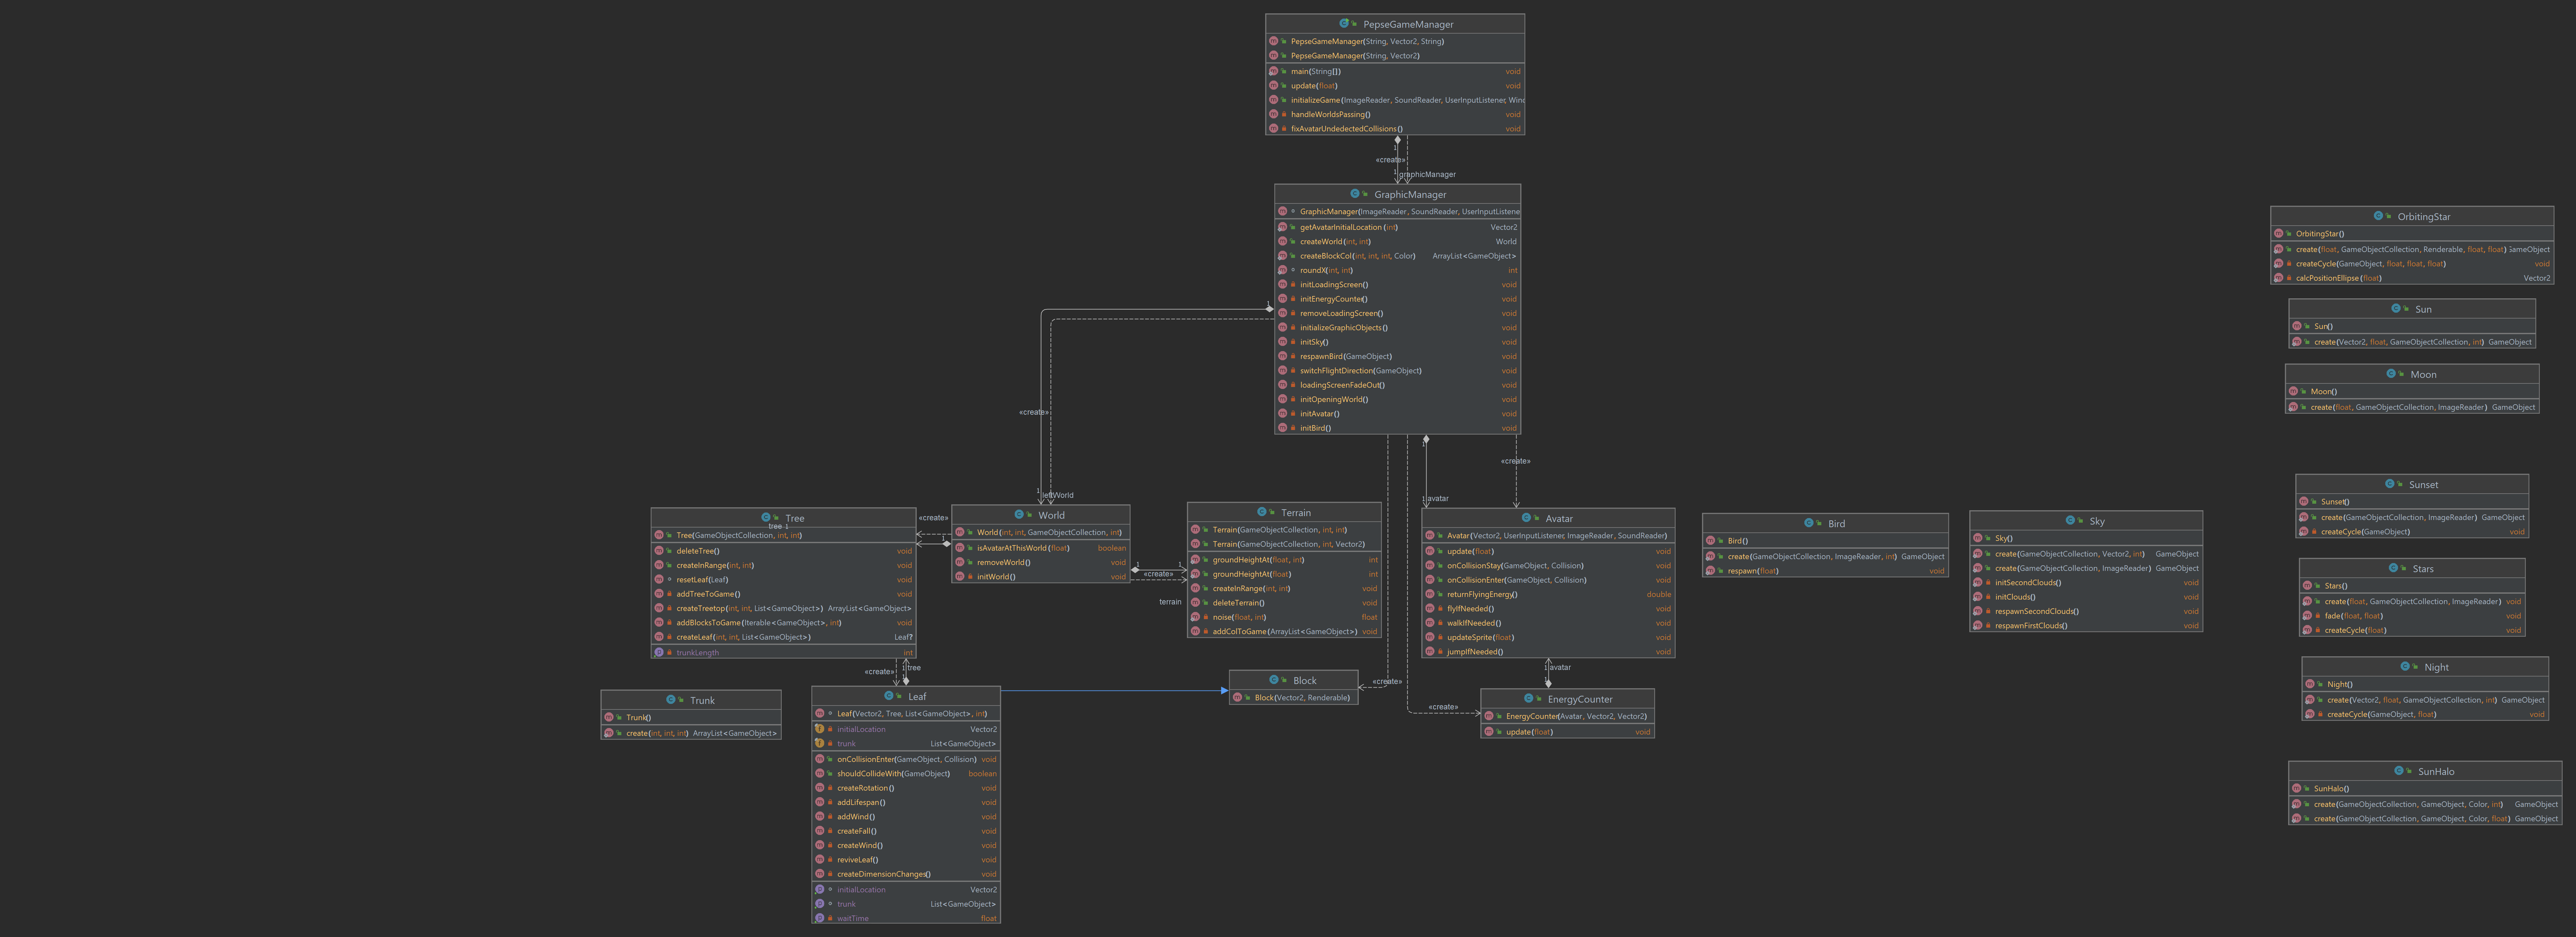 PepseGameManager
PepseGameManager(String, Vector2, String)
PepseGameManager(String, Vector2)
main(String[]) void
update(float) void
initializeGame(ImageReader, SoundReader, UserInputListener, Wind
handleWorldsPassing() void
fixAvatarUndedectedCollisions() void
1
«create»
1 graphicManager
GraphicManager
GraphicManager(ImageReader, SoundReader, UserInputListene
getAvatarInitialLocation(int) Vector2
createWorld(int, int) World
createBlockCol(int, int, int, Color) ArrayList<GameObject>
roundX(int, int) int
initLoadingScreen() void
initEnergyCounter() void
removeLoadingScreen() void
initializeGraphicObjects() void
initSky() void
respawnBird(GameObject) void
switchFlightDirection(GameObject) void
loadingScreenFadeOut() void
initOpeningWorld() void
initAvatar() void
initBird() void
1
«create»
1 leftWorld
1
«create»
1 avatar
Tree
tree 1
Tree(GameObjectCollection, int, int)
deleteTree() void
createInRange(int, int) void
resetLeaf(Leaf) void
addTreeToGame() void
createTreetop(int, int, List<GameObject>) ArrayList<GameObject>
addBlocksToGame(Iterable<GameObject>, int) void
createLeaf(int, int, List<GameObject>) Leaf?
trunkLength int
«create»
1
World
World(int, int, GameObjectCollection, int)
isAvatarAtThisWorld(float) boolean
removeWorld() void
initWorld() void
1 1
«create»
terrain
Terrain
Terrain(GameObjectCollection, int, int)
Terrain(GameObjectCollection, int, Vector2)
groundHeightAt(float, int) int
groundHeightAt(float) int
createInRange(int, int) void
deleteTerrain() void
noise(float, int) float
addColToGame(ArrayList<GameObject>) void
Avatar
Avatar(Vector2, UserInputListener, ImageReader, SoundReader)
update(float) void
onCollisionStay(GameObject, Collision) void
onCollisionEnter(GameObject, Collision) void
returnFlyingEnergy() double
flyIfNeeded() void
walkIfNeeded() void
updateSprite(float) void
jumpIfNeeded() void
Bird
Bird()
create(GameObjectCollection, ImageReader, int) GameObject
respawn(float) void
Sky
Sky()
create(GameObjectCollection, Vector2, int) GameObject
create(GameObjectCollection, ImageReader) GameObject
initSecondClouds() void
initClouds() void
respawnSecondClouds() void
respawnFirstClouds() void
OrbitingStar
OrbitingStar()
create(float, GameObjectCollection, Renderable, float, float) GameObject
createCycle(GameObject, float, float, float) void
calcPositionEllipse(float) Vector2
Sun
Sun()
create(Vector2, float, GameObjectCollection, int) GameObject
Moon
Moon()
create(float, GameObjectCollection, ImageReader) GameObject
Sunset
Sunset()
create(GameObjectCollection, ImageReader) GameObject
createCycle(GameObject) void
Stars
Stars()
create(float, GameObjectCollection, ImageReader) void
fade(float, float) void
createCycle(float) void
Night
Night()
create(Vector2, float, GameObjectCollection, int) GameObject
createCycle(GameObject, float) void
SunHalo
SunHalo()
create(GameObjectCollection, GameObject, Color, int) GameObject
create(GameObjectCollection, GameObject, Color, float) GameObject
«create»
1 tree
1
Trunk
Trunk()
create(int, int, int) ArrayList<GameObject>
Leaf
Leaf(Vector2, Tree, List<GameObject>, int)
initialLocation Vector2
trunk List<GameObject>
onCollisionEnter(GameObject, Collision) void
shouldCollideWith(GameObject) boolean
createRotation() void
addLifespan() void
addWind() void
createFall() void
createWind() void
reviveLeaf() void
createDimensionChanges() void
initialLocation Vector2
trunk List<GameObject>
waitTime float
Block
Block(Vector2, Renderable)
«create»
«create»
1 avatar
1
EnergyCounter
EnergyCounter(Avatar, Vector2, Vector2)
update(float) void